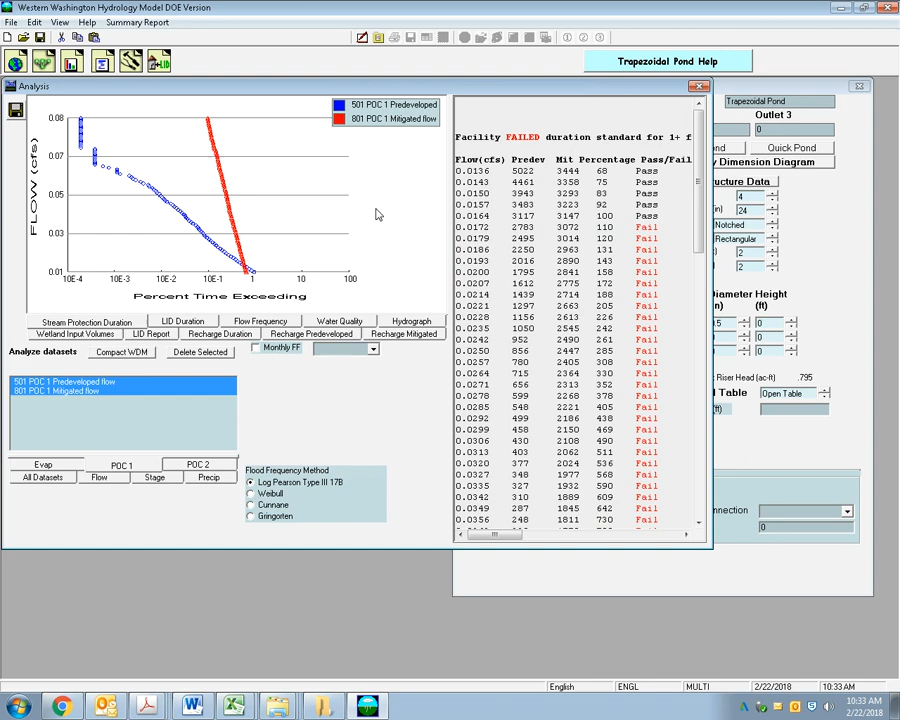 Western Washington Hydrology Model DOE Version
File Edit View Help Summary Report
Trapezoidal Pond Help
Analysis
501 POC 1 Predeveloped
801 POC 1 Mitigated flow
FLOW (cfs)
0.08
0.07
0.05
0.03
0.01
10E-4 10E-3 10E-2 10E-1 1 10 100
Percent Time Exceeding
Stream Protection Duration LID Duration Flow Frequency Water Quality Hydrograph
Wetland Input Volumes LID Report Recharge Duration Recharge Predeveloped Recharge Mitigated
Analyze datasets Compact WDM Delete Selected Monthly FF
501 POC 1 Predeveloped flow
801 POC 1 Mitigated flow
Evap POC 1 POC 2
All Datasets Flow Stage Precip
Flood Frequency Method
Log Pearson Type III 17B
Weibull
Cunnane
Gringorten
Facility FAILED duration standard for 1+ f
Flow(cfs) Predev Mit Percentage Pass/Fail
0.0136 5022 3444 68 Pass
0.0143 4461 3358 75 Pass
0.0150 3943 3293 83 Pass
0.0157 3483 3223 92 Pass
0.0164 3117 3147 100 Pass
0.0172 2783 3072 110 Fail
0.0179 2495 3014 120 Fail
0.0186 2250 2963 131 Fail
0.0193 2016 2890 143 Fail
0.0200 1795 2841 158 Fail
0.0207 1612 2775 172 Fail
0.0214 1439 2714 188 Fail
0.0221 1297 2663 205 Fail
0.0228 1156 2613 226 Fail
0.0235 1050 2545 242 Fail
0.0242 952 2490 261 Fail
0.0250 856 2447 285 Fail
0.0257 780 2405 308 Fail
0.0264 715 2364 330 Fail
0.0271 656 2313 352 Fail
0.0278 599 2268 378 Fail
0.0285 548 2221 405 Fail
0.0292 499 2186 438 Fail
0.0299 458 2150 469 Fail
0.0306 430 2108 490 Fail
0.0313 403 2062 511 Fail
0.0320 377 2024 536 Fail
0.0327 348 1977 568 Fail
0.0335 327 1932 590 Fail
0.0342 310 1889 609 Fail
0.0349 287 1845 642 Fail
0.0356 248 1811 730 Fail
Trapezoidal Pond
Outlet 3
0
Quick Pond
Dimension Diagram
Data
4
24
Notched
Rectangular
2
2
Diameter Height
(ft)
0
0
0
Riser Head (ac-ft) .795
Table Open Table
(ft)
0
English ENGL MULTI 2/22/2018 10:33 AM
10:33 AM
2/22/2018